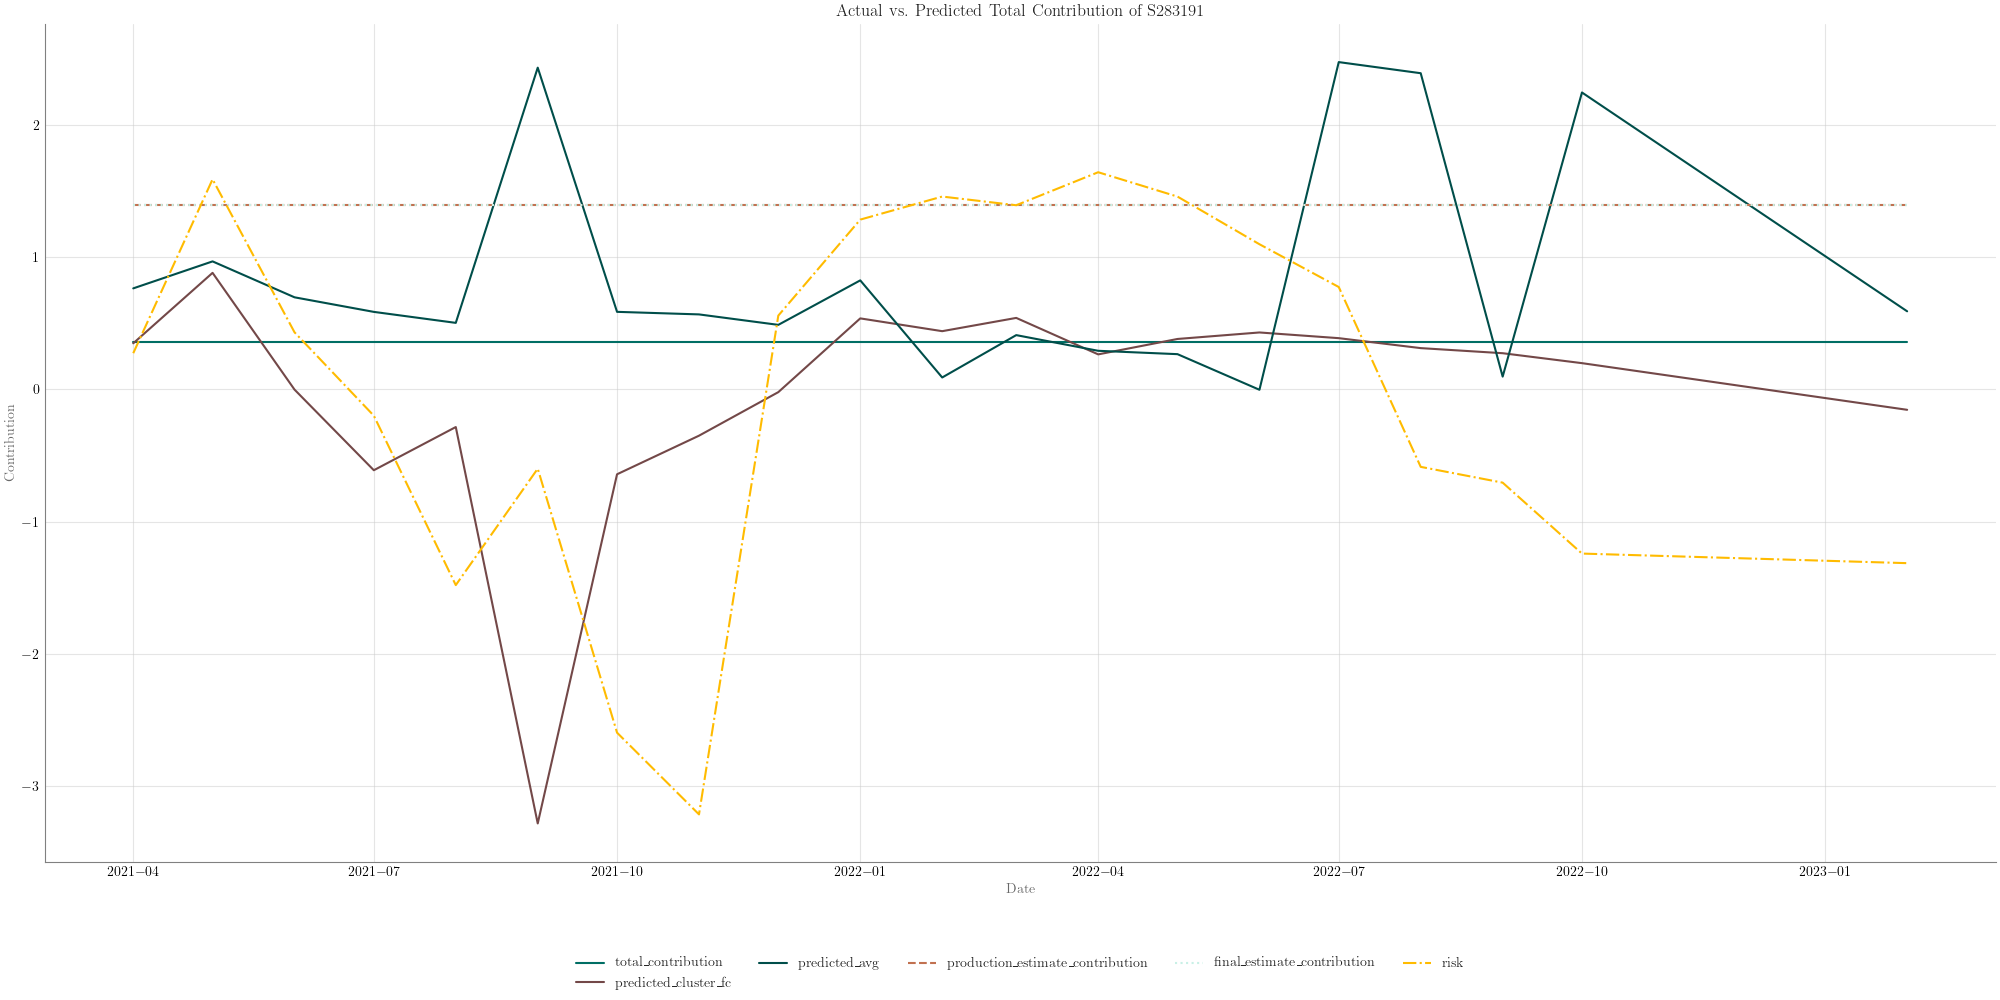 Actual vs. Predicted Total Contribution of S283191
2
1
0
−1
−2
−3
Contribution
2021−04 2021−07 2021−10 2022−01 2022−04 2022−07 2022−10 2023−01
Date
total_contribution predicted_avg production_estimate_contribution final_estimate_contribution risk
predicted_cluster_fc